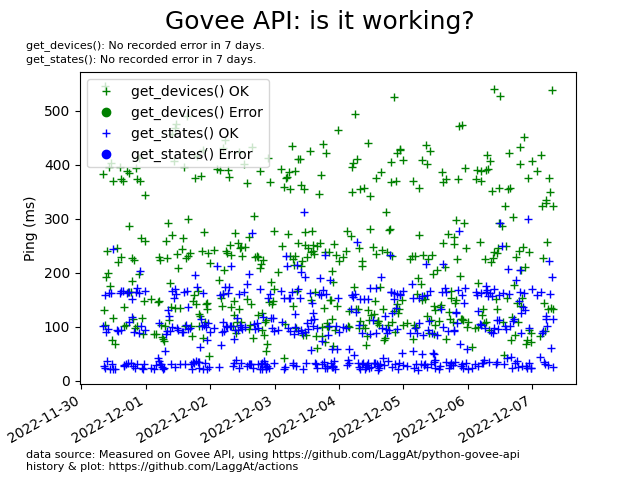 Govee API: is it working?
get_devices(): No recorded error in 7 days.
get_states(): No recorded error in 7 days.
get_devices() OK
get_devices() Error
get_states() OK
get_states() Error
Ping (ms)
500
400
300
200
100
0
2022-11-30
2022-12-01
2022-12-02
2022-12-03
2022-12-04
2022-12-05
2022-12-06
2022-12-07
data source: Measured on Govee API, using https://github.com/LaggAt/python-govee-api
history & plot: https://github.com/LaggAt/actions